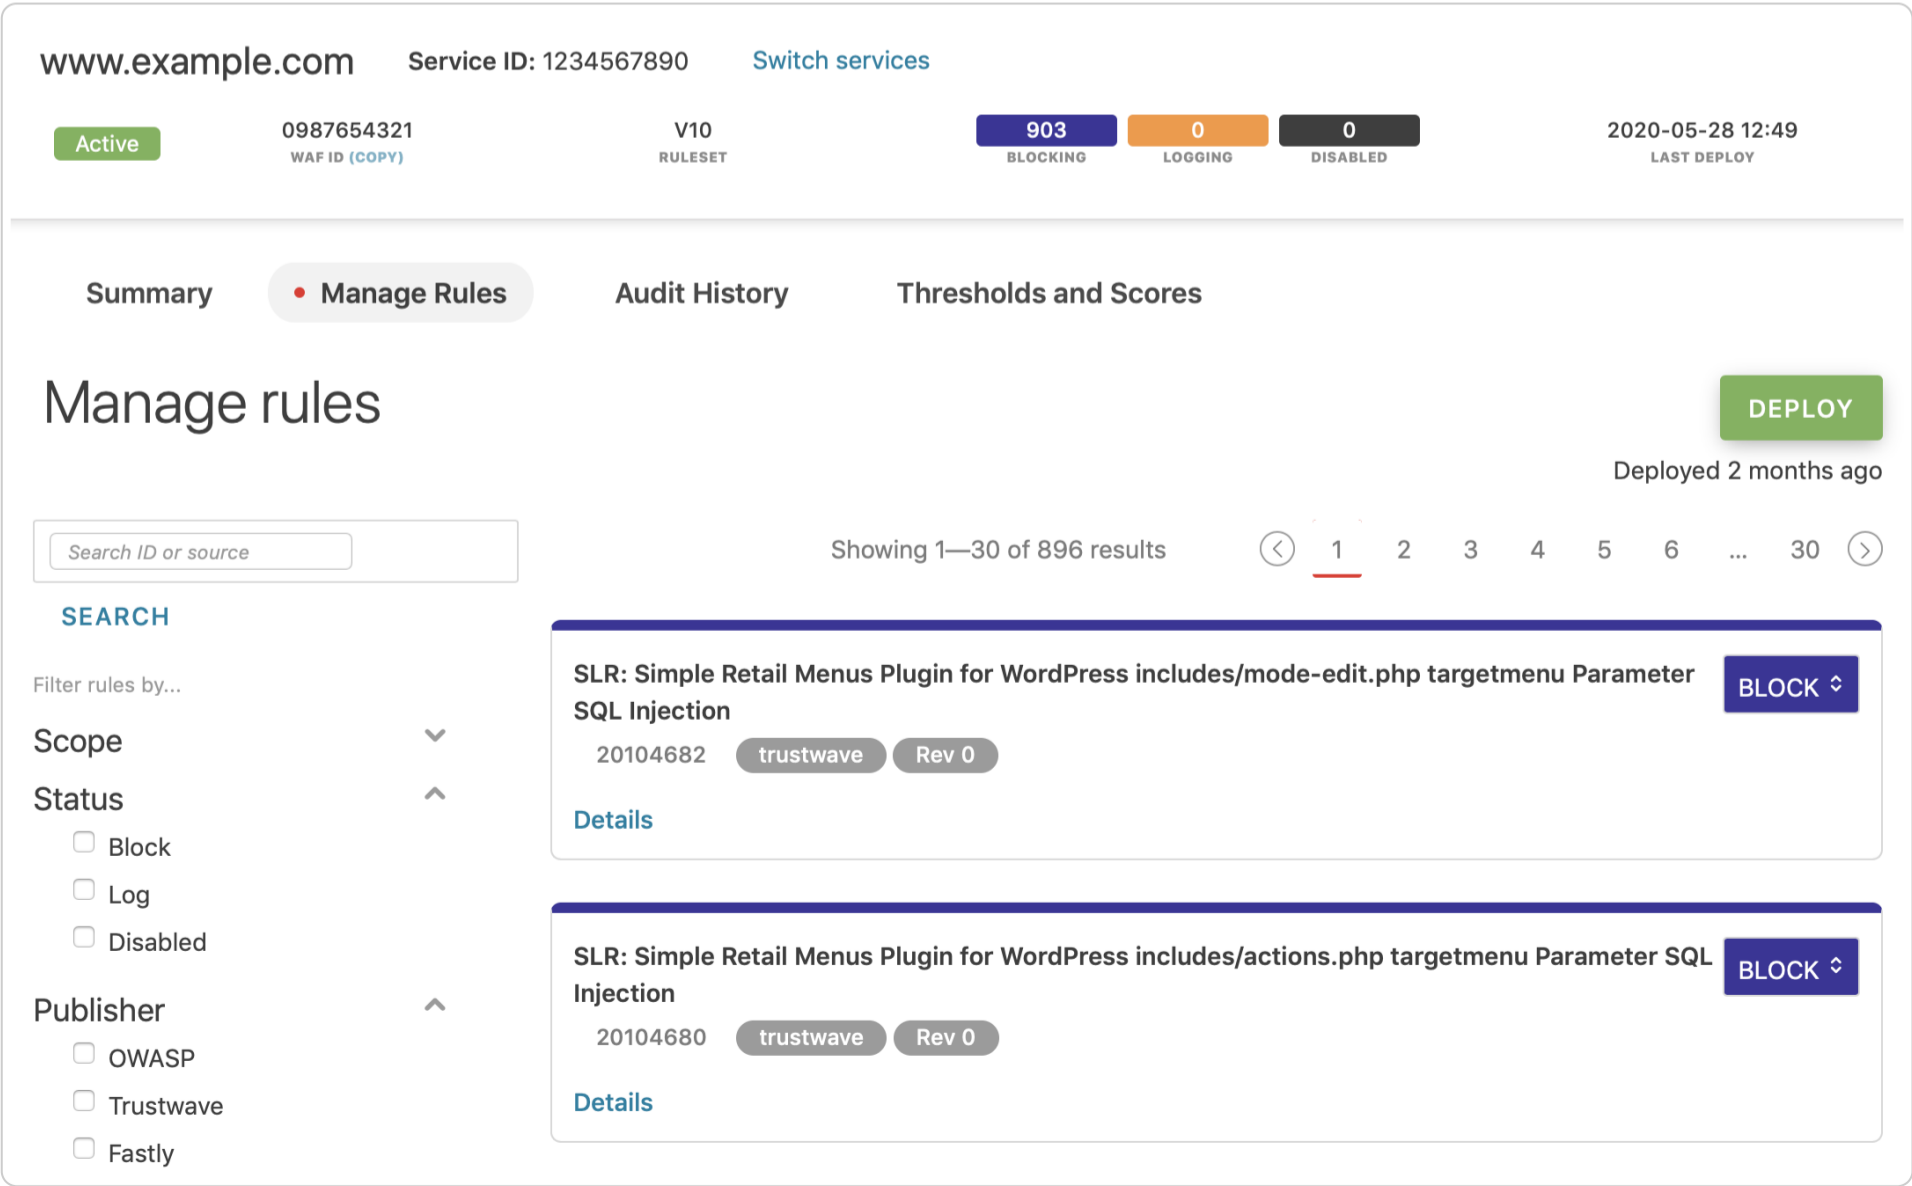 www.example.com Service ID: 1234567890 Switch services
Active 0987654321 V10 903 0 0 2020-05-28 12:49
WAF ID (COPY) RULESET BLOCKING LOGGING DISABLED LAST DEPLOY
Summary Manage Rules Audit History Thresholds and Scores
Manage rules
DEPLOY
Deployed 2 months ago
Search ID or source
SEARCH
Filter rules by...
Scope
Status
Block
Log
Disabled
Publisher
OWASP
Trustwave
Fastly
Showing 1—30 of 896 results 1 2 3 4 5 6 ... 30
SLR: Simple Retail Menus Plugin for WordPress includes/mode-edit.php targetmenu Parameter
SQL Injection
BLOCK
20104682 trustwave Rev 0
Details
SLR: Simple Retail Menus Plugin for WordPress includes/actions.php targetmenu Parameter SQL
Injection
BLOCK
20104680 trustwave Rev 0
Details